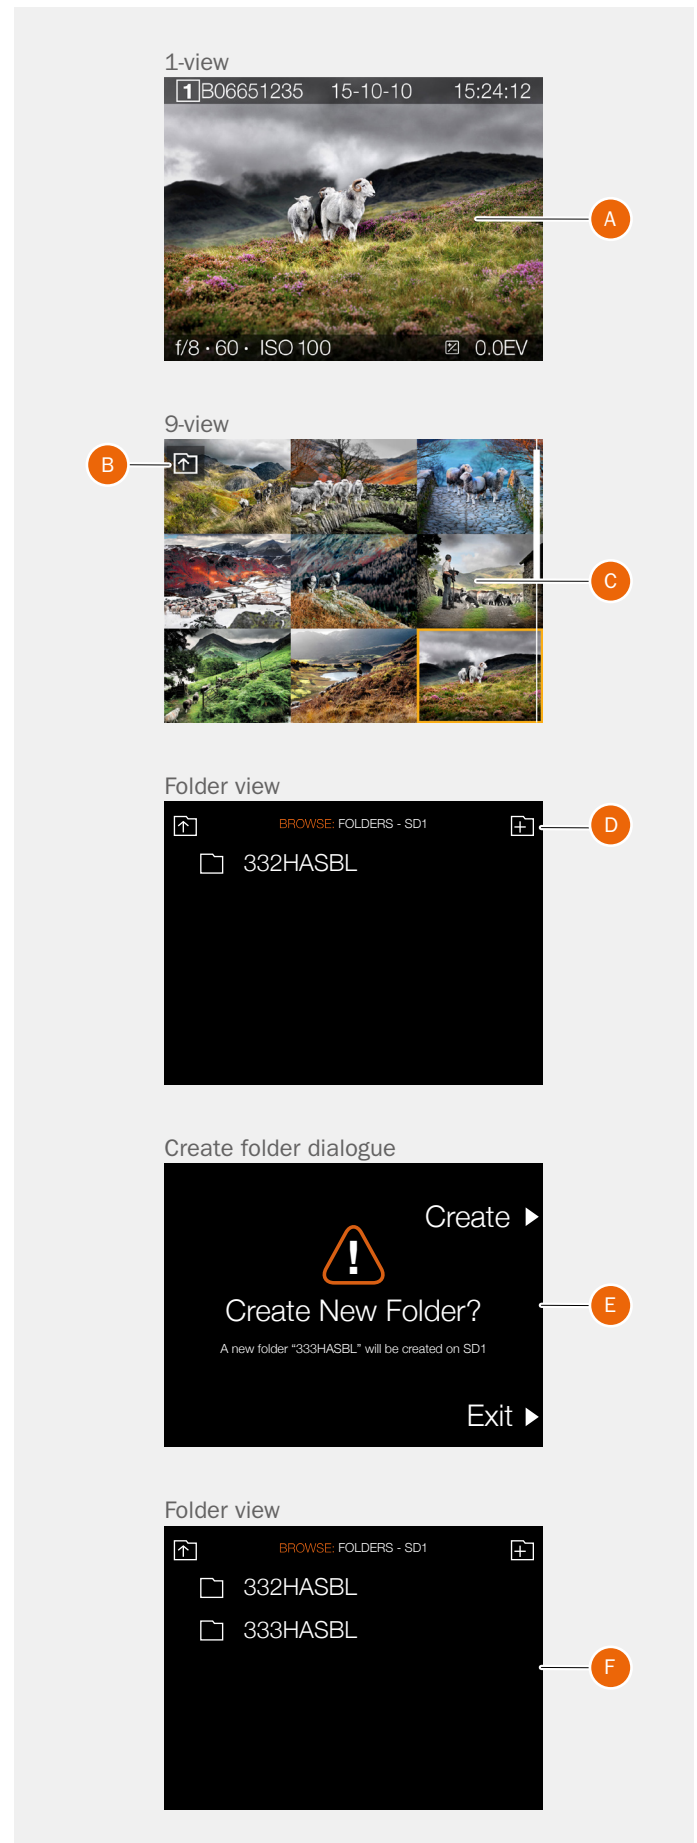 1-view
1 B06651235 15-10-10 15:24:12
A
f/8 · 60 · ISO 100 0.0EV
9-view
B
C
Folder view
BROWSE: FOLDERS - SD1
D
332HASBL
Create folder dialogue
Create
!
Create New Folder?
E
A new folder “333HASBL” will be created on SD1
Exit
Folder view
BROWSE: FOLDERS - SD1
332HASBL
333HASBL
F